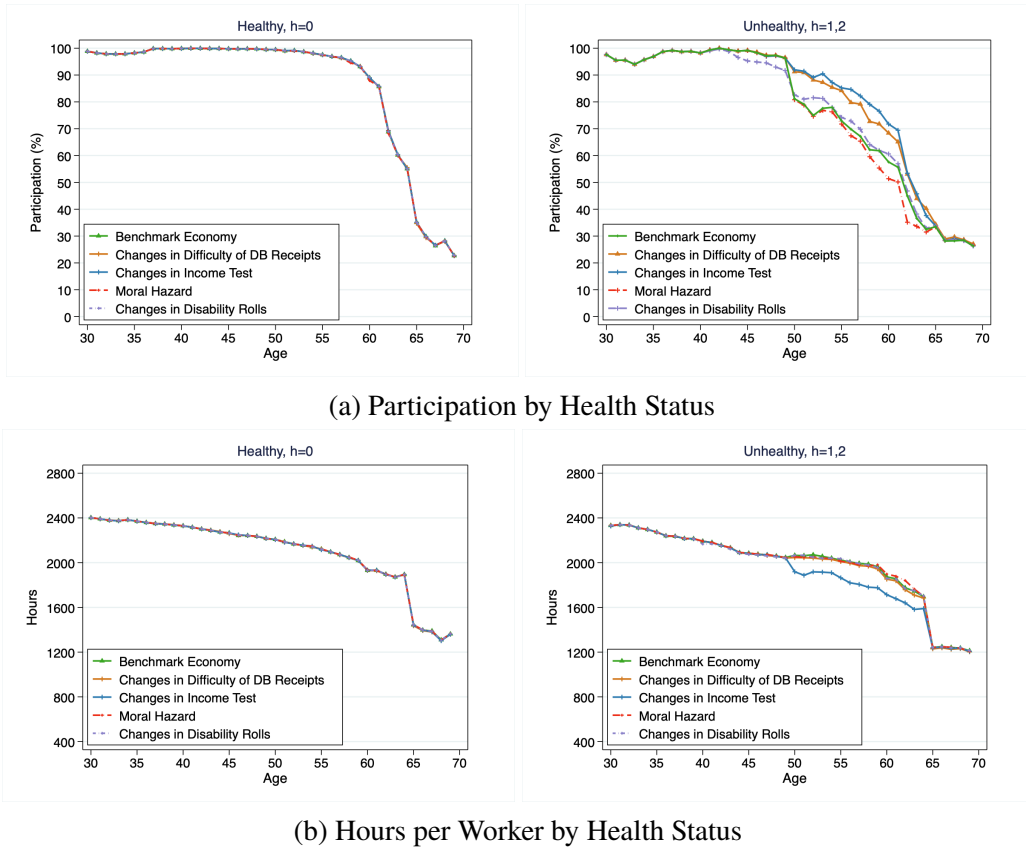 Healthy, h=0
Participation (%)
100
90
80
70
60
50
40
30
20
10
0
Benchmark Economy
Changes in Difficulty of DB Receipts
Changes in Income Test
Moral Hazard
Changes in Disability Rolls
30 35 40 45 50 55 60 65 70
Age
Unhealthy, h=1,2
Participation (%)
100
90
80
70
60
50
40
30
20
10
0
Benchmark Economy
Changes in Difficulty of DB Receipts
Changes in Income Test
Moral Hazard
Changes in Disability Rolls
30 35 40 45 50 55 60 65 70
Age
(a) Participation by Health Status
Healthy, h=0
Hours
2800
2400
2000
1600
1200
800
400
Benchmark Economy
Changes in Difficulty of DB Receipts
Changes in Income Test
Moral Hazard
Changes in Disability Rolls
30 35 40 45 50 55 60 65 70
Age
Unhealthy, h=1,2
Hours
2800
2400
2000
1600
1200
800
400
Benchmark Economy
Changes in Difficulty of DB Receipts
Changes in Income Test
Moral Hazard
Changes in Disability Rolls
30 35 40 45 50 55 60 65 70
Age
(b) Hours per Worker by Health Status